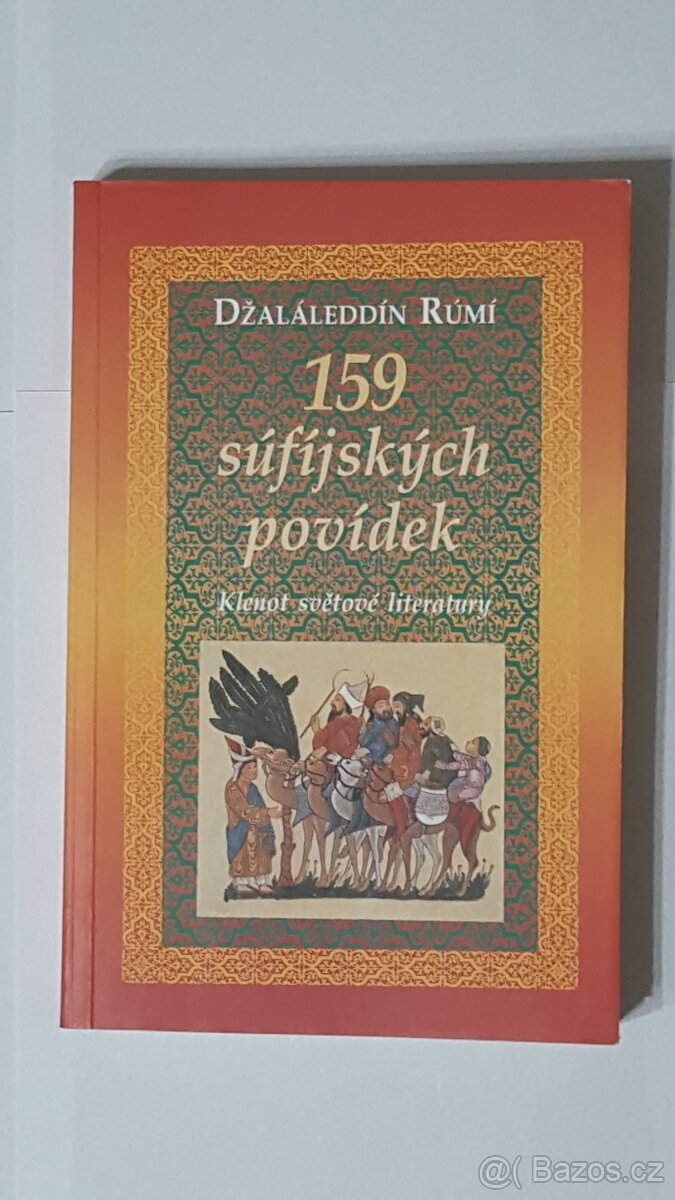 Džaláleddín Rúmí
159
súfíjských
povídek
Klenot světové literatury
@( Bazos.cz